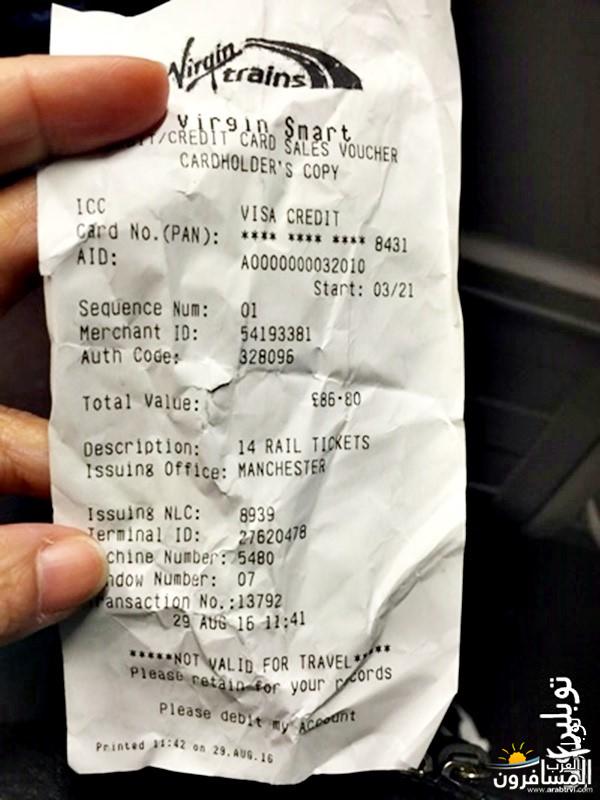 Virgin
trains
Virgin Smart
/CREDIT CARD SALES VOUCHER
CARDHOLDER'S COPY
ICC VISA CREDIT
Card No.(PAN): **** **** **** 8431
AID: A0000000032010
Start: 03/21
Sequence Num: 01
Merchant ID: 54193381
Auth Code: 328096
Total Value: £86-80
Description: 14 RAIL TICKETS
Issuing Office: MANCHESTER
Issuing NLC: 8939
Terminal ID: 27620478
achine Number: 5480
ndow Number: 07
ransaction No.:13792
29 AUG 16 11:41
*****NOT VALID FOR TRAVEL*****
Please retain for your records
Please debit my Account
Printed 11:42 on 29.AUG.16
العرب
المسافرون
www.arabtrvl.com